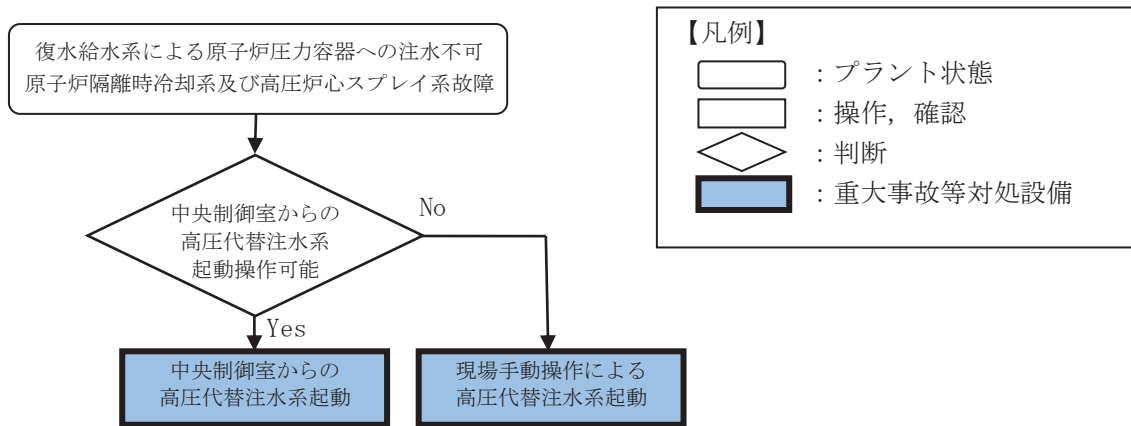 復水給水系による原子炉圧力容器への注水不可
原子炉隔離時冷却系及び高圧炉心スプレイ系故障
中央制御室からの
高圧代替注水系
起動操作可能
No
Yes
中央制御室からの
高圧代替注水系起動
現場手動操作による
高圧代替注水系起動
【凡例】
：プラント状態
：操作，確認
：判断
：重大事故等対処設備